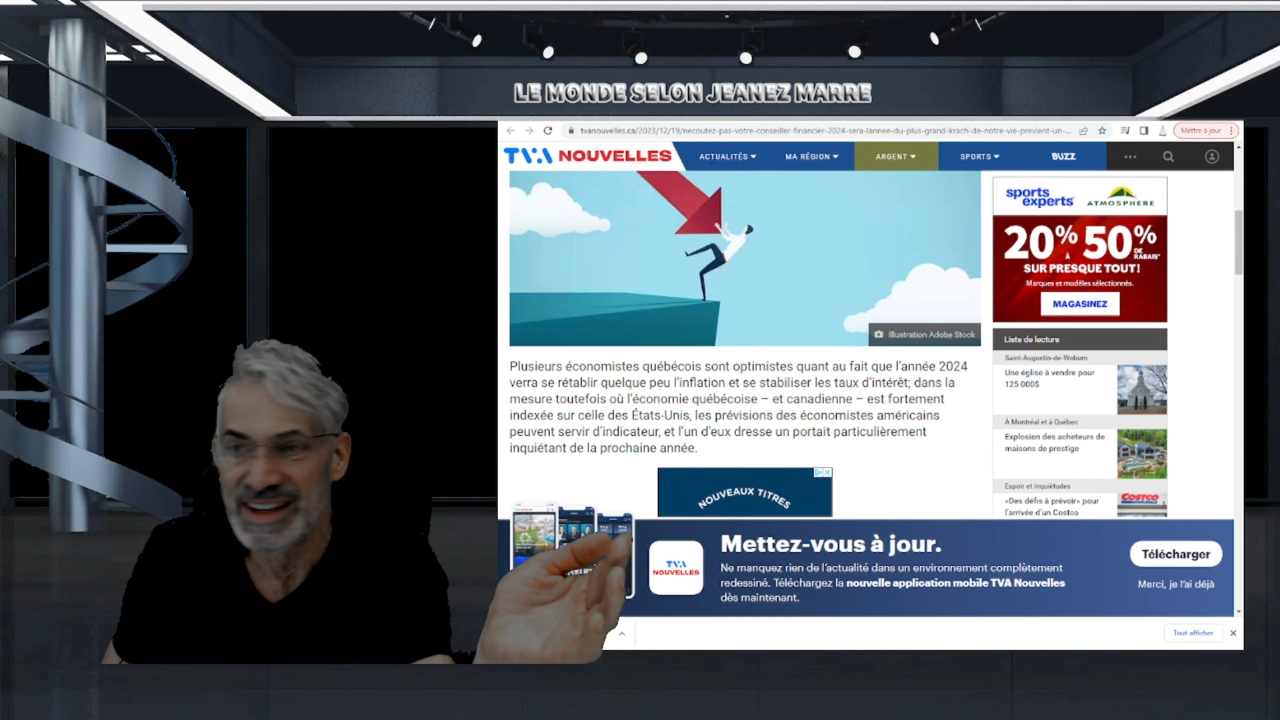 LE MONDE SELON JEANEZ MARRE
tvanouvelles.ca/2023/12/19/necoutez-pas-votre-conseiller-financier-2024-sera-lannee-du-plus-grand-krach-de-notre-vie-previent-un-...
Mettre à jour
TVA NOUVELLES
ACTUALITÉS
MA RÉGION
ARGENT
SPORTS
BUZZ
Illustration Adobe Stock
Plusieurs économistes québécois sont optimistes quant au fait que l'année 2024
verra se rétablir quelque peu l'inflation et se stabiliser les taux d'intérêt; dans la
mesure toutefois où l'économie québécoise – et canadienne – est fortement
indexée sur celle des États-Unis, les prévisions des économistes américains
peuvent servir d'indicateur, et l'un d'eux dresse un portait particulièrement
inquiétant de la prochaine année.
NOUVEAUX TITRES
sports
experts
ATMOSPHERE
20% À 50% DE RABAIS*
SUR PRESQUE TOUT!
Marques et modèles sélectionnés.
MAGASINEZ
Liste de lecture
Saint-Augustin-de-Woburn
Une église à vendre pour
125 000$
À Montréal et à Québec
Explosion des acheteurs de
maisons de prestige
Espoir et inquiétudes
«Des défis à prévoir» pour
l'arrivée d'un Costco
COSTCO
TVA
NOUVELLES
Mettez-vous à jour.
Ne manquez rien de l'actualité dans un environnement complètement
redessiné. Téléchargez la nouvelle application mobile TVA Nouvelles
dès maintenant.
Télécharger
Merci, je l'ai déjà
Tout afficher